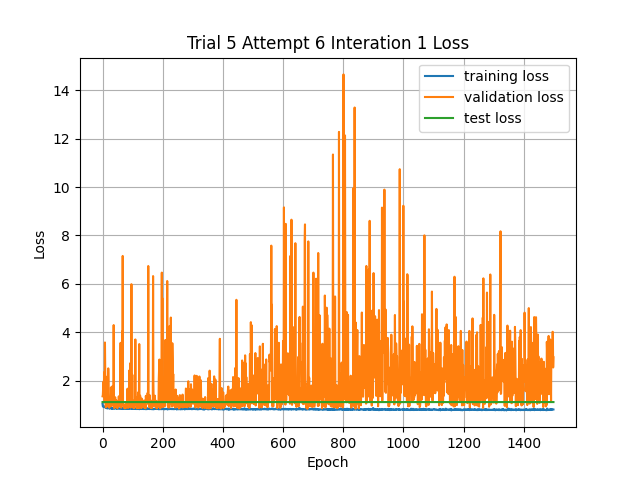 Trial 5 Attempt 6 Interation 1 Loss
training loss
validation loss
test loss
14
12
10
8
6
4
2
Loss
0 200 400 600 800 1000 1200 1400
Epoch